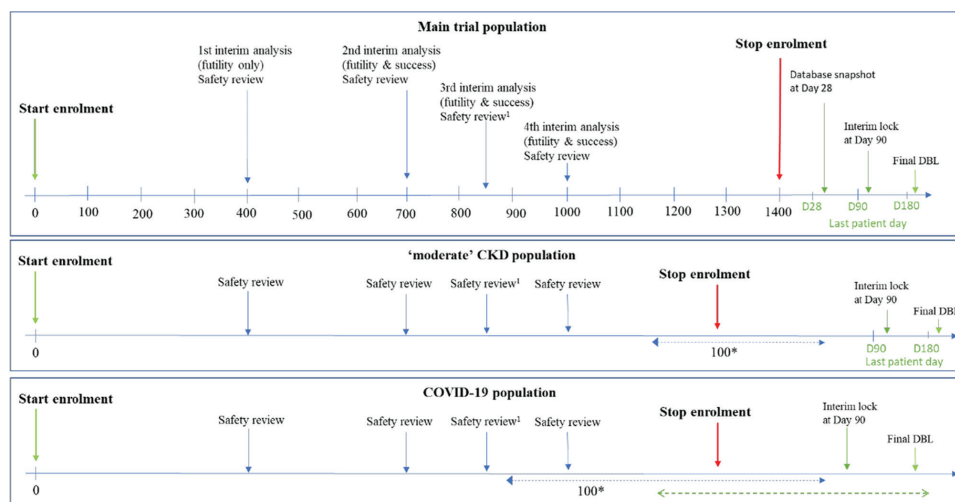 Main trial population
Start enrolment
1st interim analysis
(futility only)
Safety review
2nd interim analysis
(futility & success)
Safety review
3rd interim analysis
(futility & success)
Safety review¹
4th interim analysis
(futility & success)
Safety review
Stop enrolment
Database snapshot
at Day 28
Interim lock
at Day 90
Final DBL
0 100 200 300 400 500 600 700 800 900 1000 1100 1200 1300 1400 D28 D90 D180
Last patient day
'moderate' CKD population
Start enrolment
Safety review
Safety review
Safety review¹
Safety review
Stop enrolment
Interim lock
at Day 90
Final DBL
0
100*
D90 D180
Last patient day
COVID-19 population
Start enrolment
Safety review
Safety review
Safety review¹
Safety review
Stop enrolment
Interim lock
at Day 90
Final DBL
0
100*